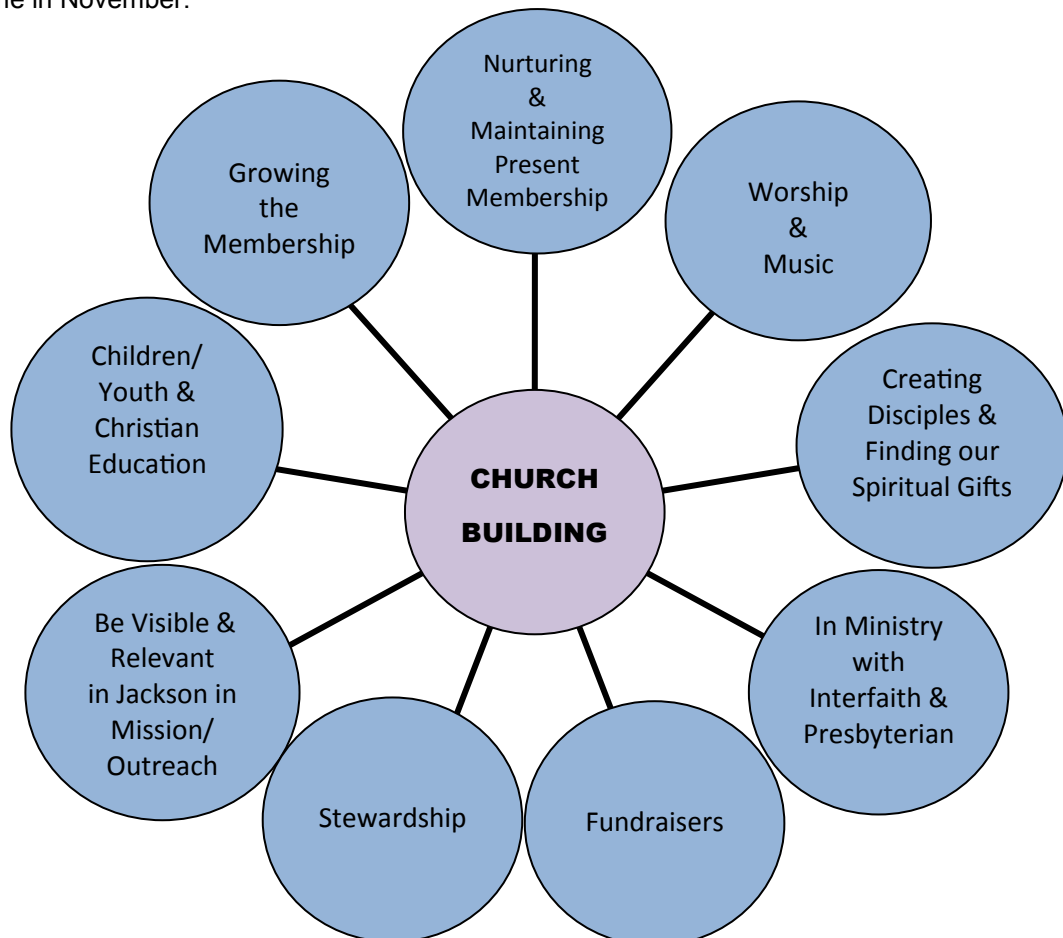 in November.
Nurturing
&
Maintaining
Present
Membership
Growing
the
Membership
Worship
&
Music
Children/
Youth &
Christian
Education
Creating
Disciples &
Finding our
Spiritual Gifts
CHURCH
BUILDING
Be Visible &
Relevant
in Jackson in
Mission/
Outreach
In Ministry
with
Interfaith &
Presbyterian
Stewardship
Fundraisers